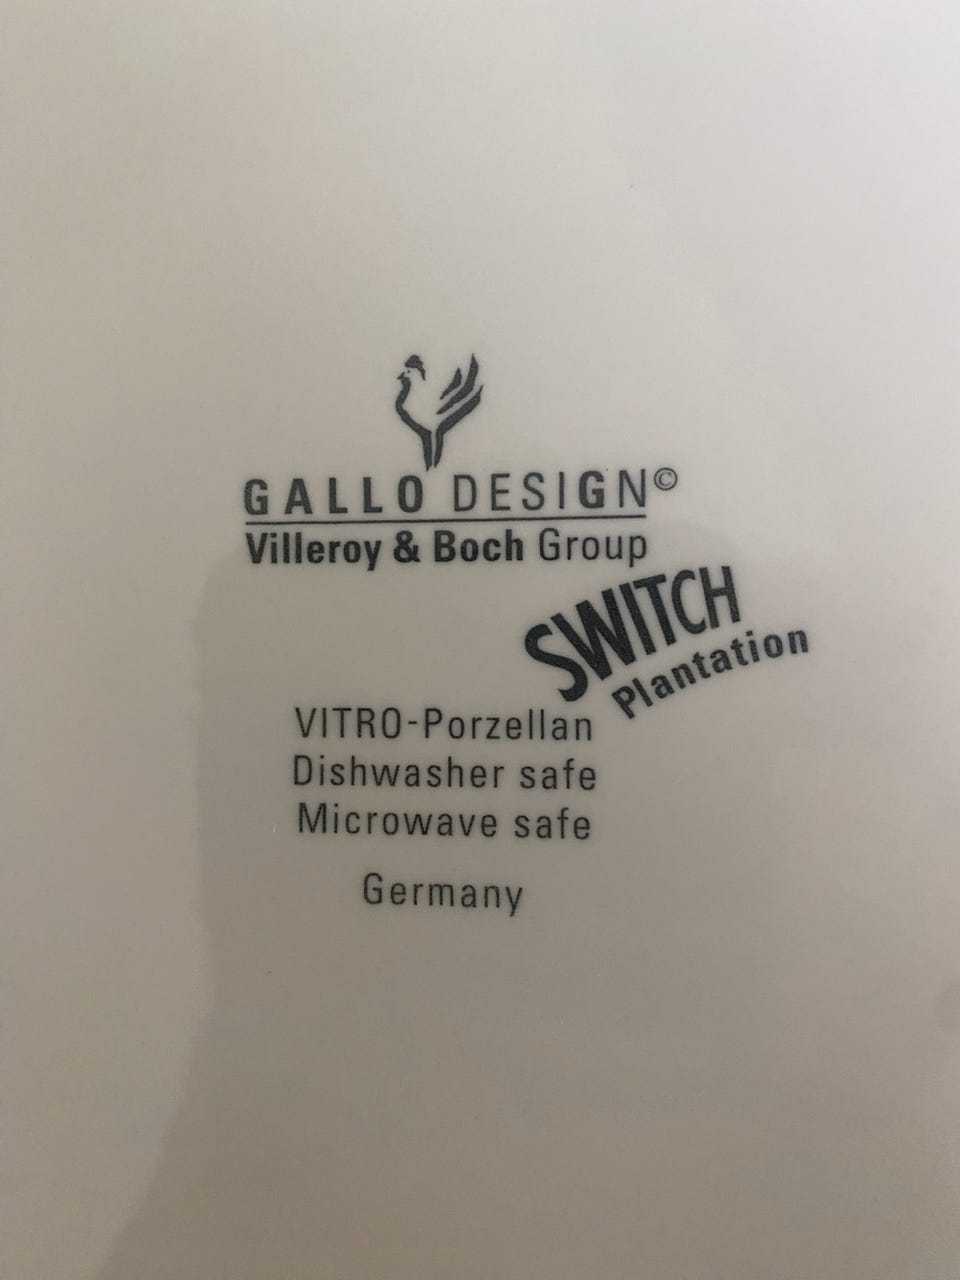 GALLO DESIGN©
Villeroy & Boch Group
SWITCH
Plantation
VITRO-Porzellan
Dishwasher safe
Microwave safe
Germany